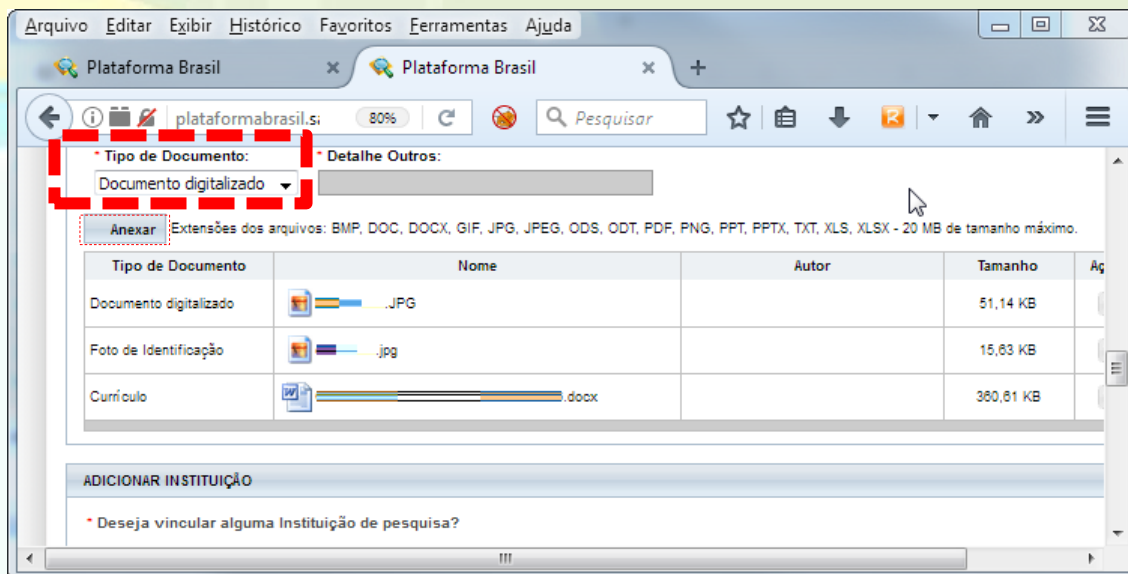 Arquivo Editar Exibir Histórico Favoritos Ferramentas Ajuda
Plataforma Brasil
Plataforma Brasil
plataformabrasil.s
80%
Pesquisar
* Tipo de Documento: * Detalhe Outros:
Documento digitalizado
Anexar Extensões dos arquivos: BMP, DOC, DOCX, GIF, JPG, JPEG, ODS, ODT, PDF, PNG, PPT, PPTX, TXT, XLS, XLSX - 20 MB de tamanho máximo.
Tipo de Documento Nome Autor Tamanho Aç
Documento digitalizado .JPG 51,14 KB
Foto de Identificação .jpg 15,63 KB
Currículo .docx 360,61 KB
ADICIONAR INSTITUIÇÃO
* Deseja vincular alguma Instituição de pesquisa?